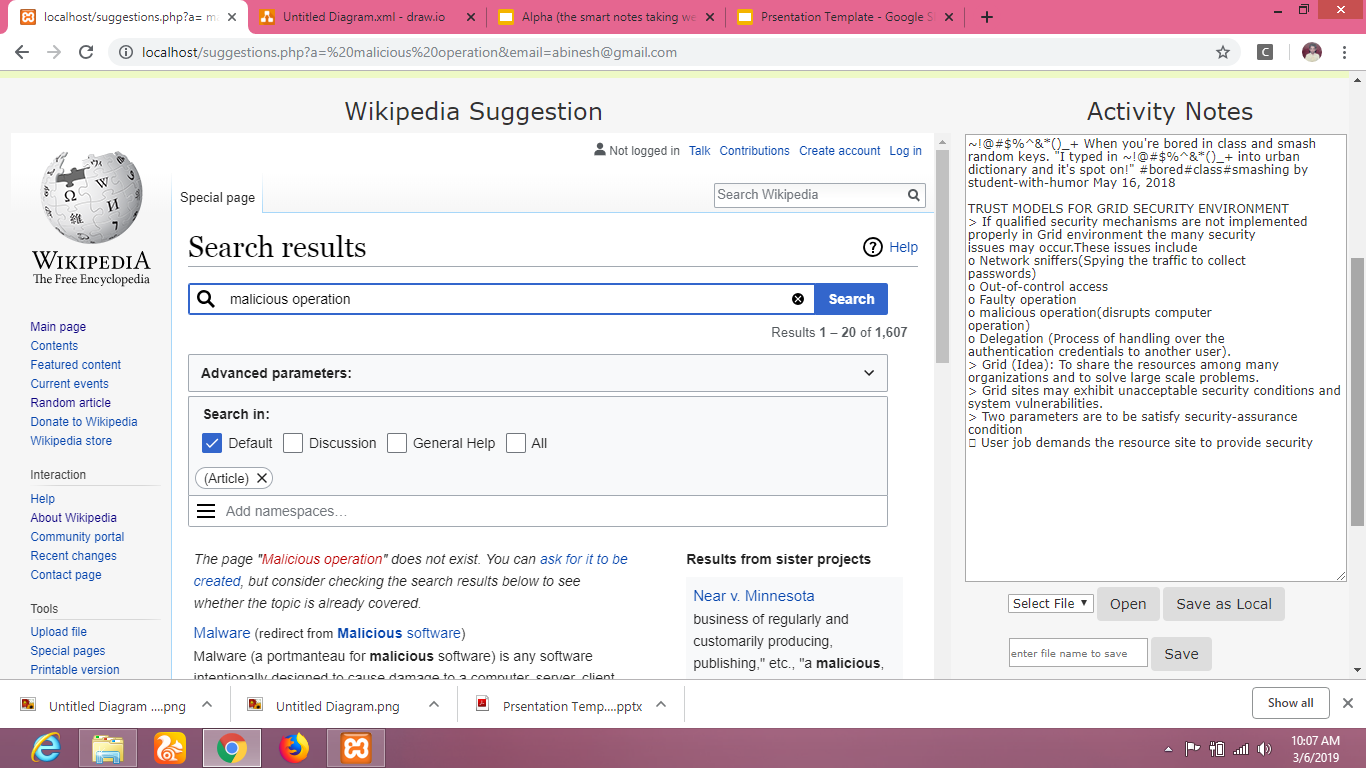 localhost/suggestions.php?a= ma
Untitled Diagram.xml - draw.io
Alpha (the smart notes taking we
Prsentation Template - Google S
localhost/suggestions.php?a=%20malicious%20operation&email=abinesh@gmail.com
C
Wikipedia Suggestion
WIKIPEDIA
The Free Encyclopedia
Main page
Contents
Featured content
Current events
Random article
Donate to Wikipedia
Wikipedia store
Interaction
Help
About Wikipedia
Community portal
Recent changes
Contact page
Tools
Upload file
Special pages
Printable version
Not logged in Talk Contributions Create account Log in
Special page
Search Wikipedia
Search results
Help
malicious operation
Search
Results 1 – 20 of 1,607
Advanced parameters:
Search in:
Default Discussion General Help All
(Article)
Add namespaces…
The page "Malicious operation" does not exist. You can ask for it to be
created, but consider checking the search results below to see
whether the topic is already covered.
Malware (redirect from Malicious software)
Malware (a portmanteau for malicious software) is any software
intentionally designed to cause damage to a computer, server, client
Results from sister projects
Near v. Minnesota
business of regularly and
customarily producing,
publishing," etc., "a malicious,
Activity Notes
~!@#$%^&*()_+ When you're bored in class and smash
random keys. "I typed in ~!@#$%^&*()_+ into urban
dictionary and it's spot on!" #bored#class#smashing by
student-with-humor May 16, 2018
TRUST MODELS FOR GRID SECURITY ENVIRONMENT
> If qualified security mechanisms are not implemented
properly in Grid environment the many security
issues may occur.These issues include
o Network sniffers(Spying the traffic to collect
passwords)
o Out-of-control access
o Faulty operation
o malicious operation(disrupts computer
operation)
o Delegation (Process of handling over the
authentication credentials to another user).
> Grid (Idea): To share the resources among many
organizations and to solve large scale problems.
> Grid sites may exhibit unacceptable security conditions and
system vulnerabilities.
> Two parameters are to be satisfy security-assurance
condition
User job demands the resource site to provide security
Select File
Open
Save as Local
enter file name to save
Save
Untitled Diagram ....png
Untitled Diagram.png
Prsentation Temp....pptx
Show all
10:07 AM
3/6/2019